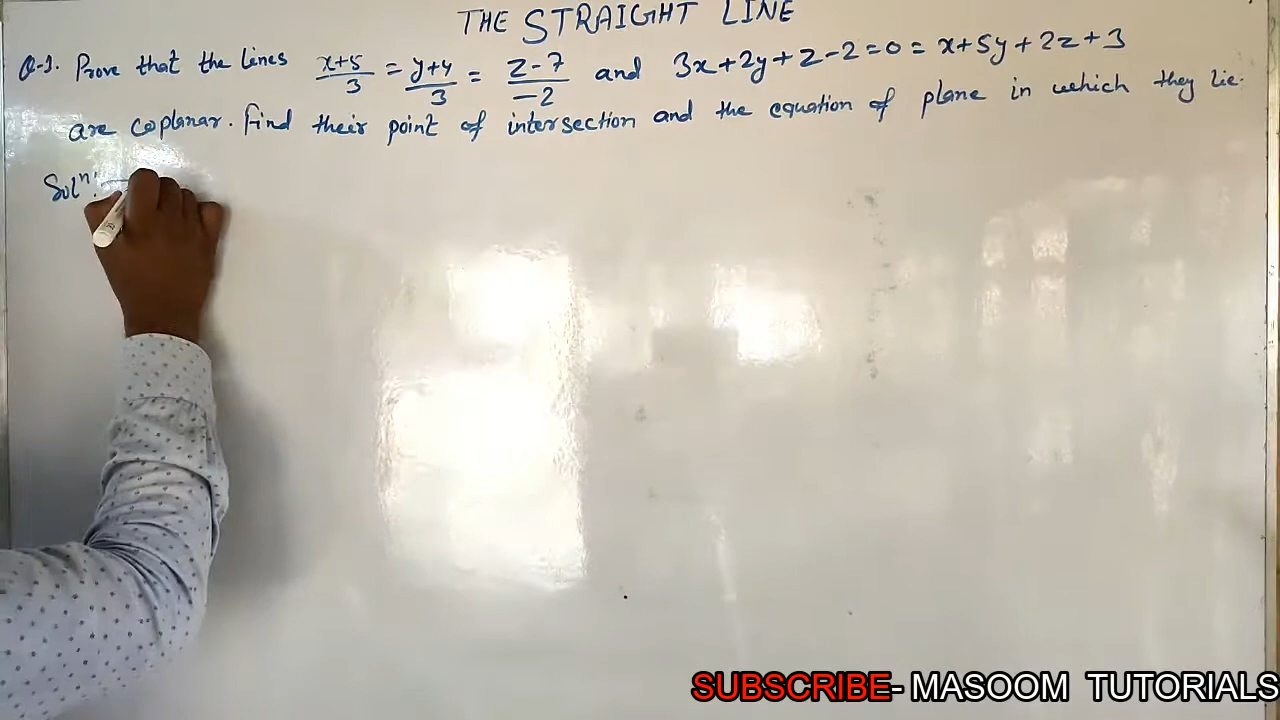 THE STRAIGHT LINE
Q-1. Prove that the lines x+5/3 = y+4/3 = z-7/-2 and 3x+2y+z-2=0=x+5y+2z+3
are coplanar. Find their point of intersection and the equation of plane in which they lie.
Solⁿ:
SUBSCRIBE- MASOOM TUTORIALS